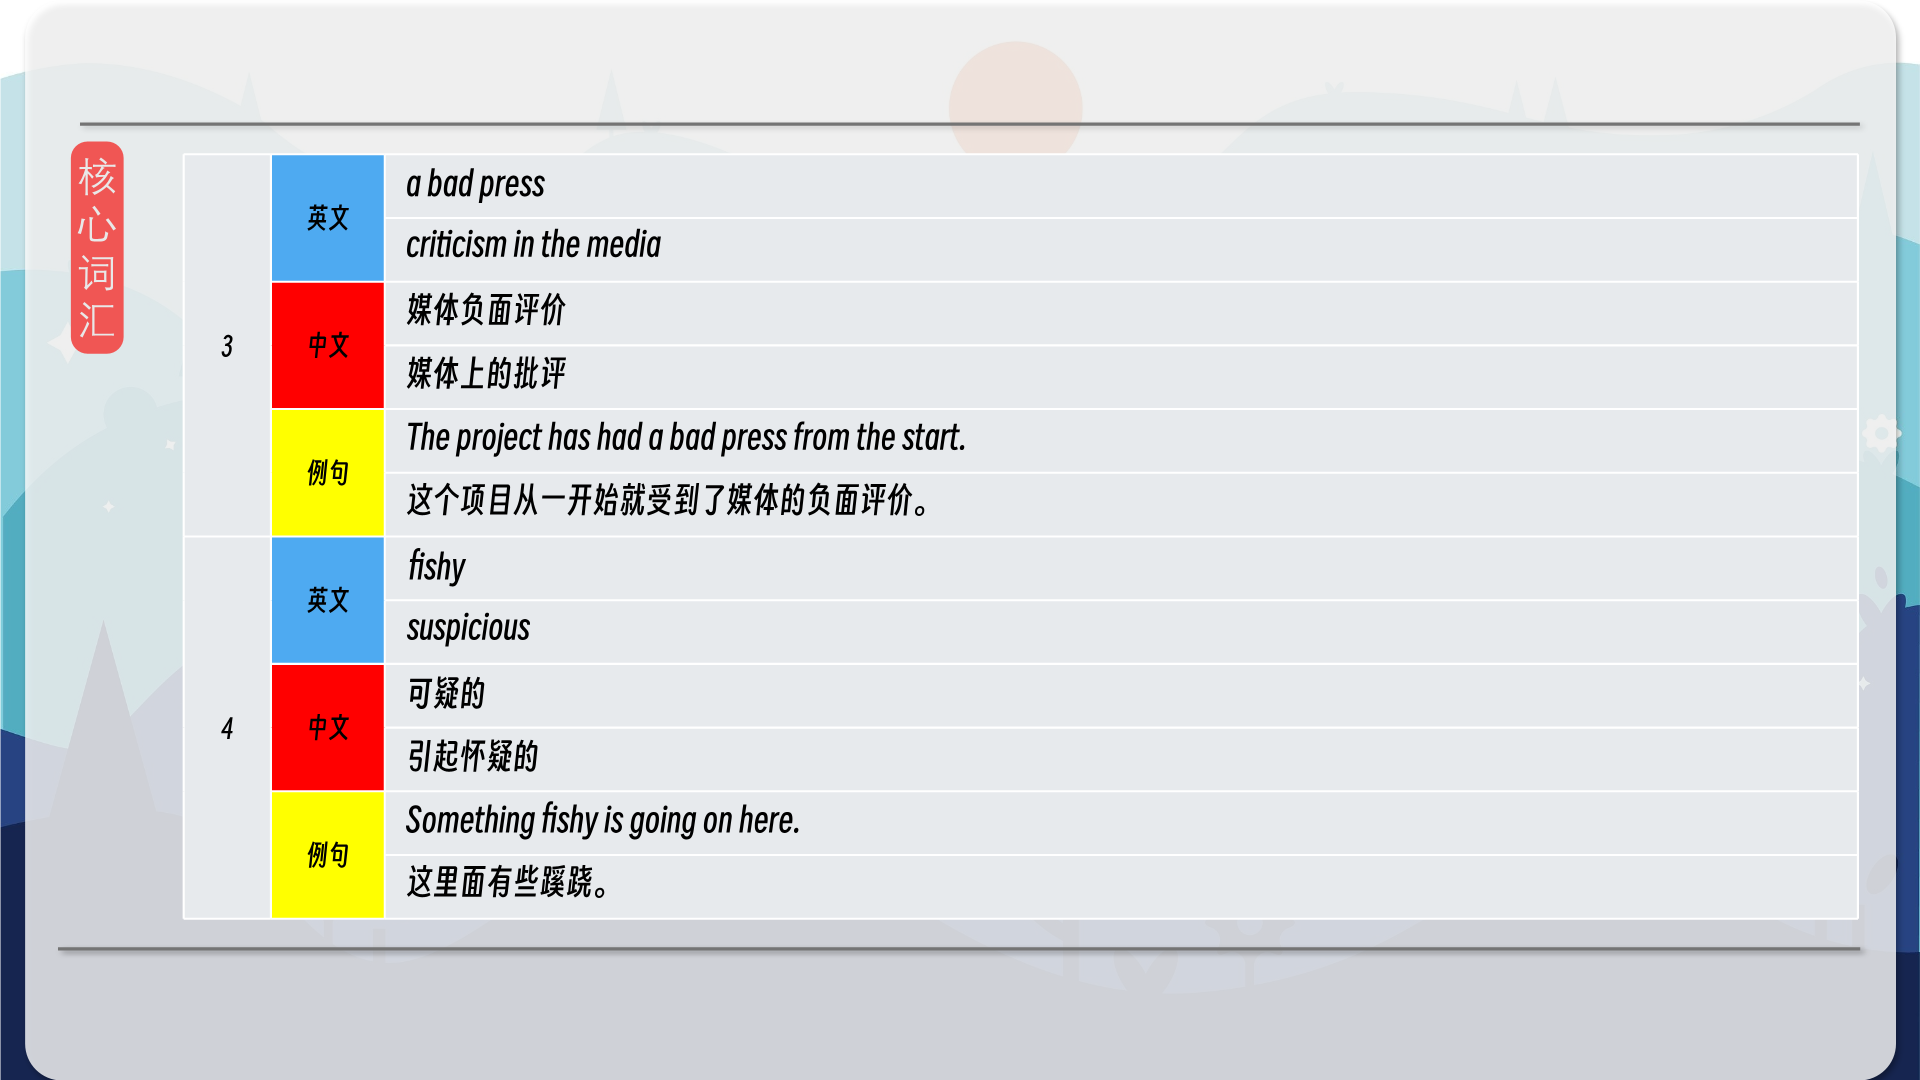 核心词汇
3
英文
a bad press
criticism in the media
中文
媒体负面评价
媒体上的批评
例句
The project has had a bad press from the start.
这个项目从一开始就受到了媒体的负面评价。
4
英文
fishy
suspicious
中文
可疑的
引起怀疑的
例句
Something fishy is going on here.
这里面有些蹊跷。